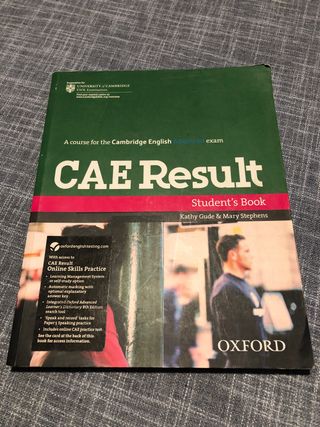 UNIVERSITY of CAMBRIDGE
ESOL Examinations
A course for the Cambridge English Advanced exam
CAE Result
Student's Book
Kathy Gude & Mary Stephens
oxfordenglishtesting.com
With access to
CAE Result
Online Skills Practice
• Learning Management System
or self-study option
• Automatic marking with
optional explanatory
answer key
• Integrated Oxford Advanced
Learner's Dictionary 8th Edition
search tool
• 'Speak and record' tasks for
Paper 5 Speaking practice
• Includes online CAE practice test
See the card at the back of this
book for access information.
OXFORD